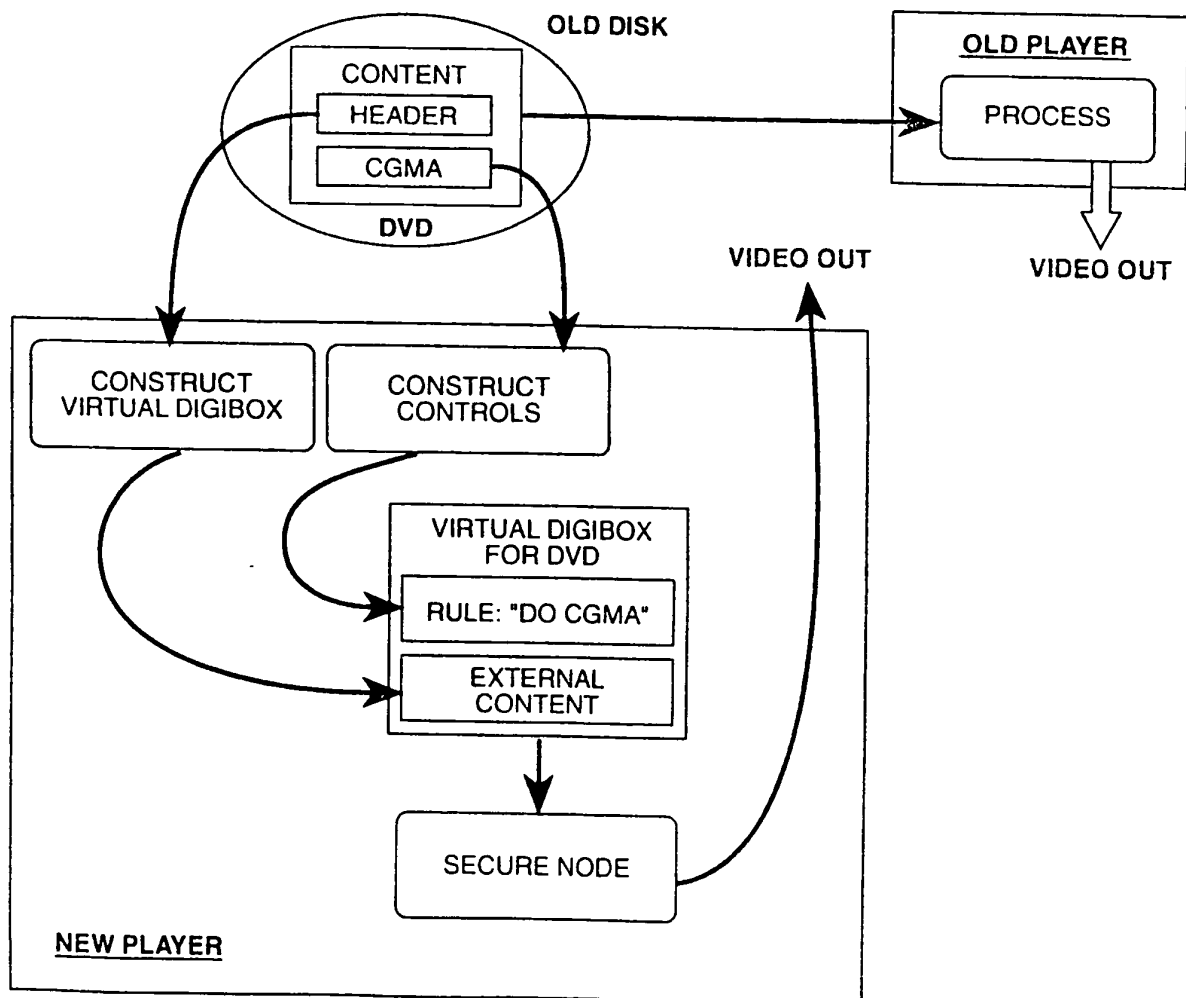 OLD DISK
CONTENT
HEADER
CGMA
DVD
OLD PLAYER
PROCESS
VIDEO OUT
VIDEO OUT
CONSTRUCT
VIRTUAL DIGIBOX
CONSTRUCT
CONTROLS
VIRTUAL DIGIBOX
FOR DVD
RULE: "DO CGMA"
EXTERNAL
CONTENT
SECURE NODE
NEW PLAYER